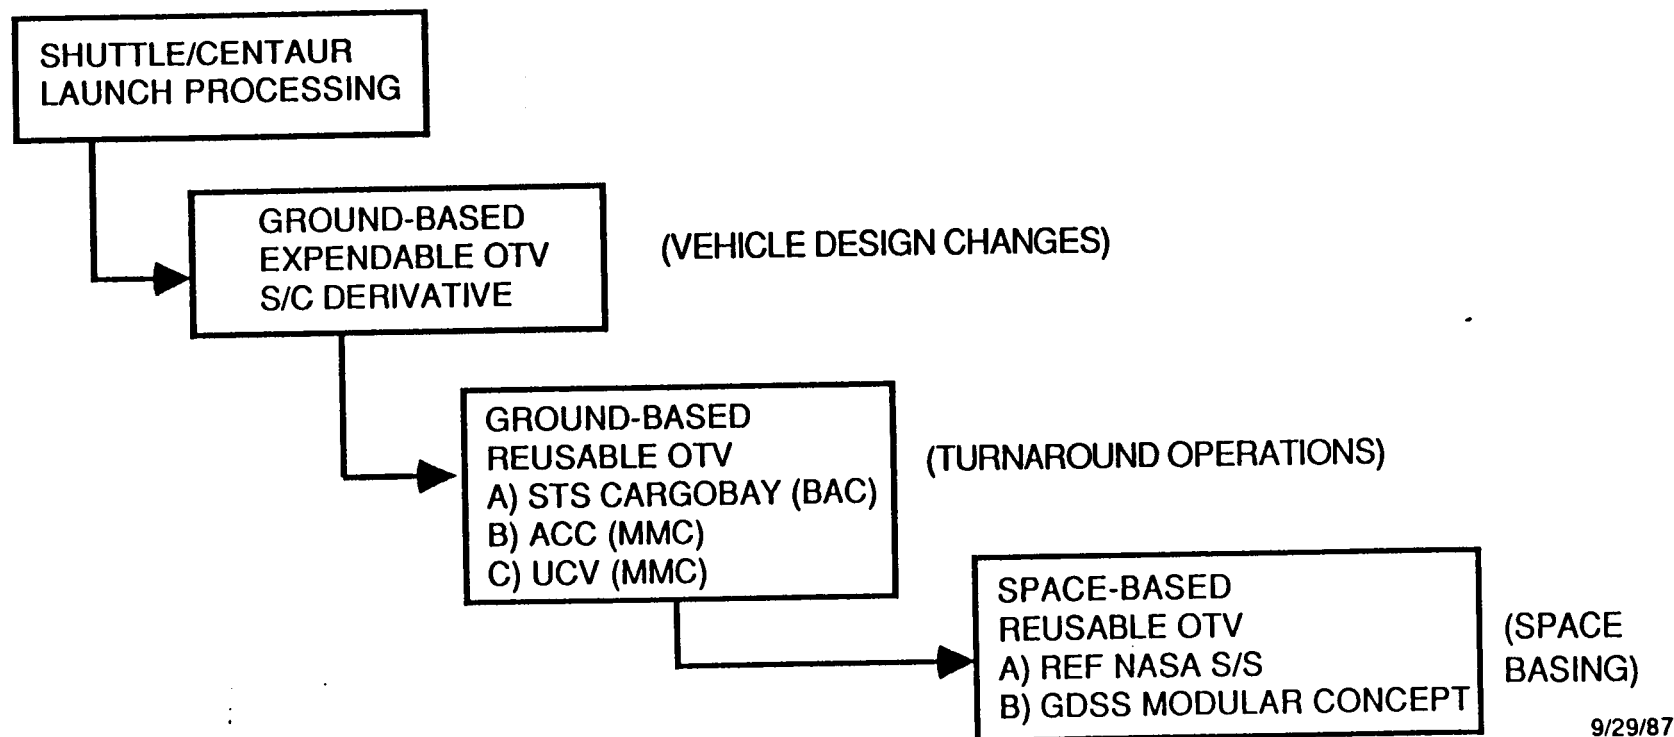 SHUTTLE/CENTAUR
LAUNCH PROCESSING
GROUND-BASED
EXPENDABLE OTV
S/C DERIVATIVE
(VEHICLE DESIGN CHANGES)
GROUND-BASED
REUSABLE OTV
A) STS CARGOBAY (BAC)
B) ACC (MMC)
C) UCV (MMC)
(TURNAROUND OPERATIONS)
SPACE-BASED
REUSABLE OTV
A) REF NASA S/S
B) GDSS MODULAR CONCEPT
(SPACE
BASING)
9/29/87